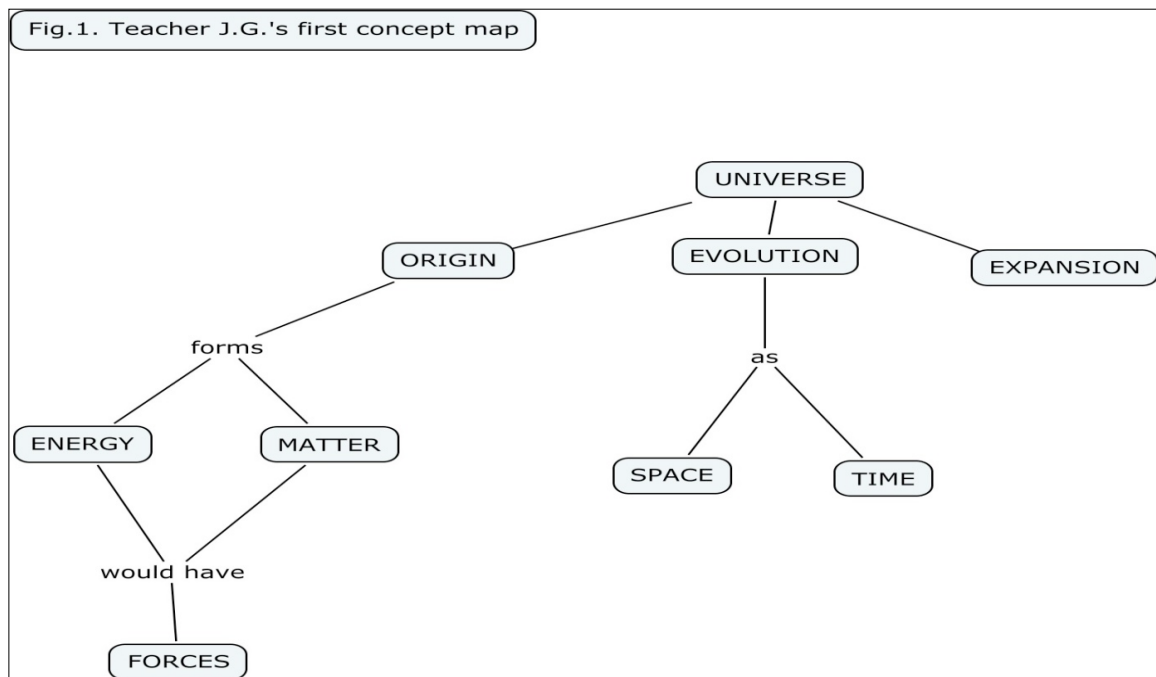 Fig.1. Teacher J.G.'s first concept map
UNIVERSE
ORIGIN
EVOLUTION
EXPANSION
forms
as
ENERGY
MATTER
SPACE
TIME
would have
FORCES